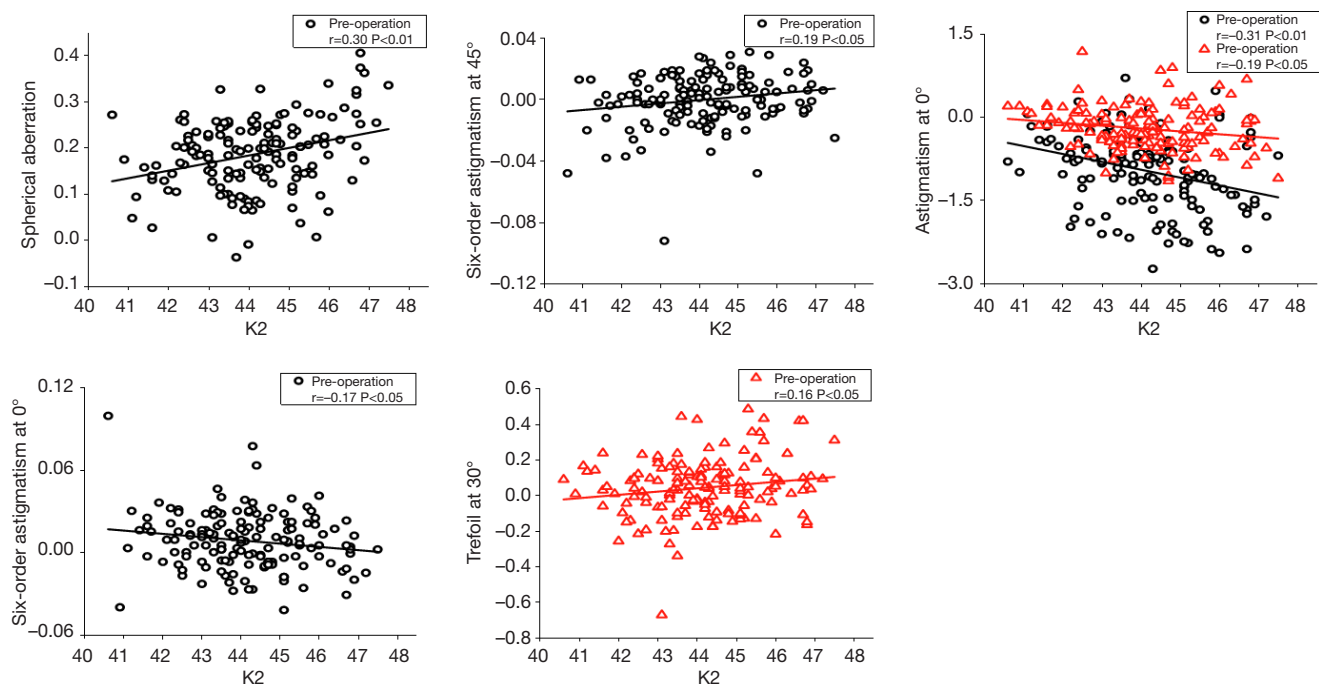 Pre-operation
r=0.30 P<0.01
Spherical aberration
0.4
0.3
0.2
0.1
0.0
–0.1
40 41 42 43 44 45 46 47 48
K2
Pre-operation
r=0.19 P<0.05
Six-order astigmatism at 45°
0.04
0.00
–0.04
–0.08
–0.12
40 41 42 43 44 45 46 47 48
K2
Pre-operation
r=–0.31 P<0.01
Pre-operation
r=–0.19 P<0.05
Astigmatism at 0°
1.5
0.0
–1.5
–3.0
40 41 42 43 44 45 46 47 48
K2
Pre-operation
r=–0.17 P<0.05
Six-order astigmatism at 0°
0.12
0.06
0.00
–0.06
40 41 42 43 44 45 46 47 48
K2
Pre-operation
r=0.16 P<0.05
Trefoil at 30°
0.6
0.4
0.2
0.0
–0.2
–0.4
–0.6
–0.8
40 41 42 43 44 45 46 47 48
K2